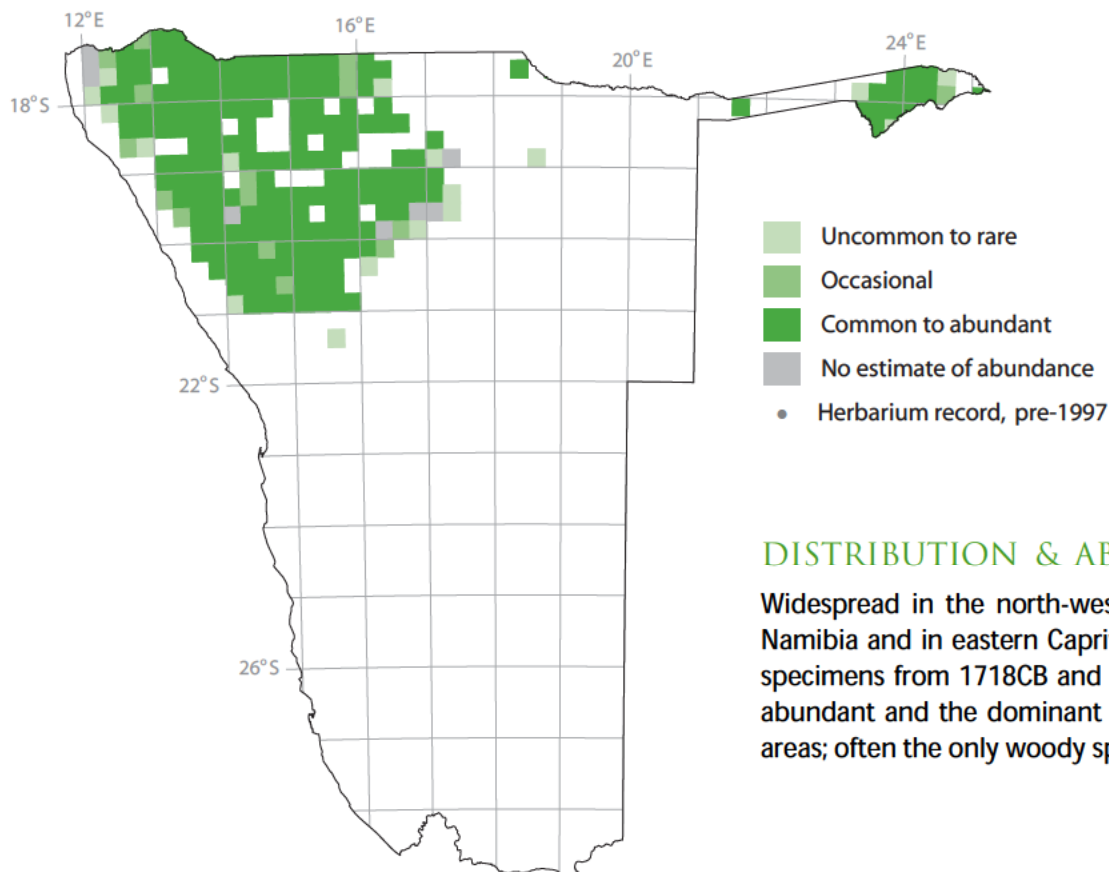 12°E
16°E
20°E
24°E
18°S
22°S
26°S
Uncommon to rare
Occasional
Common to abundant
No estimate of abundance
Herbarium record, pre-1997
DISTRIBUTION & AB
Widespread in the north-wes
Namibia and in eastern Capri
specimens from 1718CB and
abundant and the dominant
areas; often the only woody sp